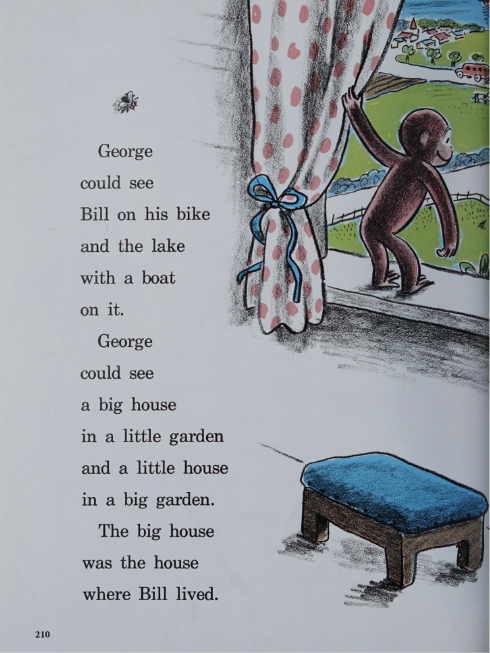 George
could see
Bill on his bike
and the lake
with a boat
on it.
George
could see
a big house
in a little garden
and a little house
in a big garden.
The big house
was the house
where Bill lived.
210